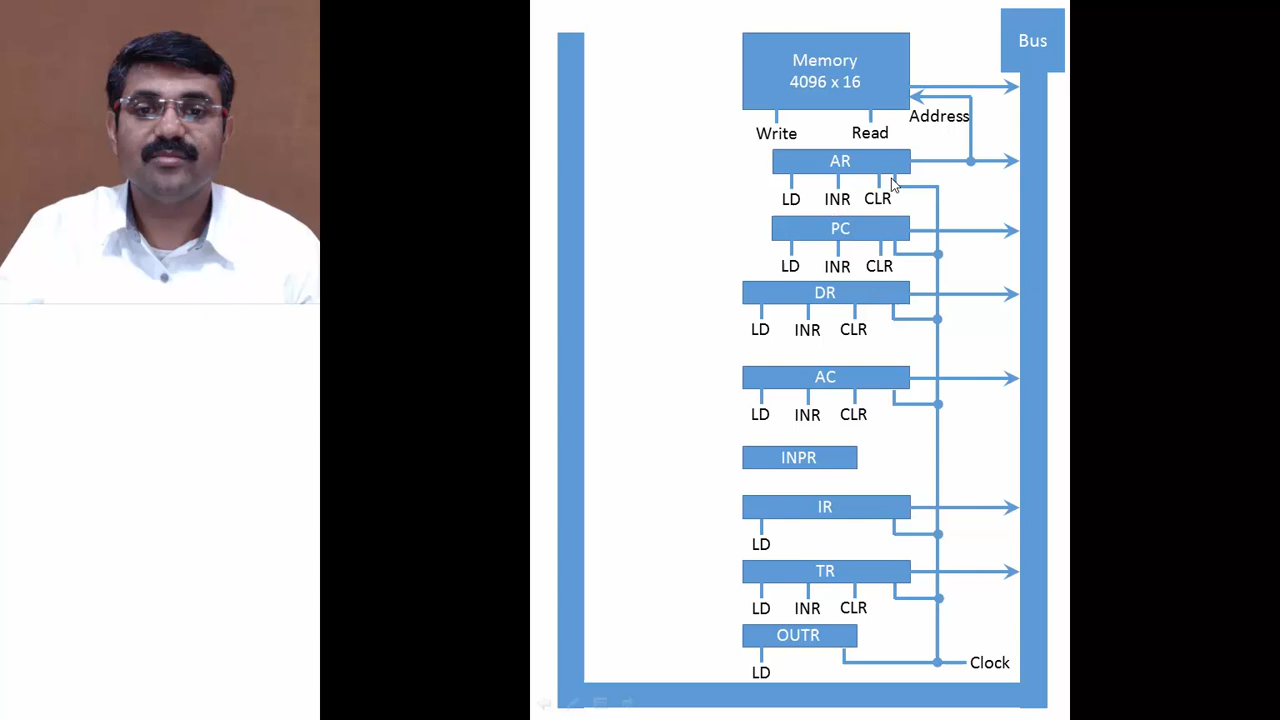 Bus
Memory
4096 x 16
Address
Write Read
AR
LD INR CLR
PC
LD INR CLR
DR
LD INR CLR
AC
LD INR CLR
INPR
IR
LD
TR
LD INR CLR
OUTR
Clock
LD